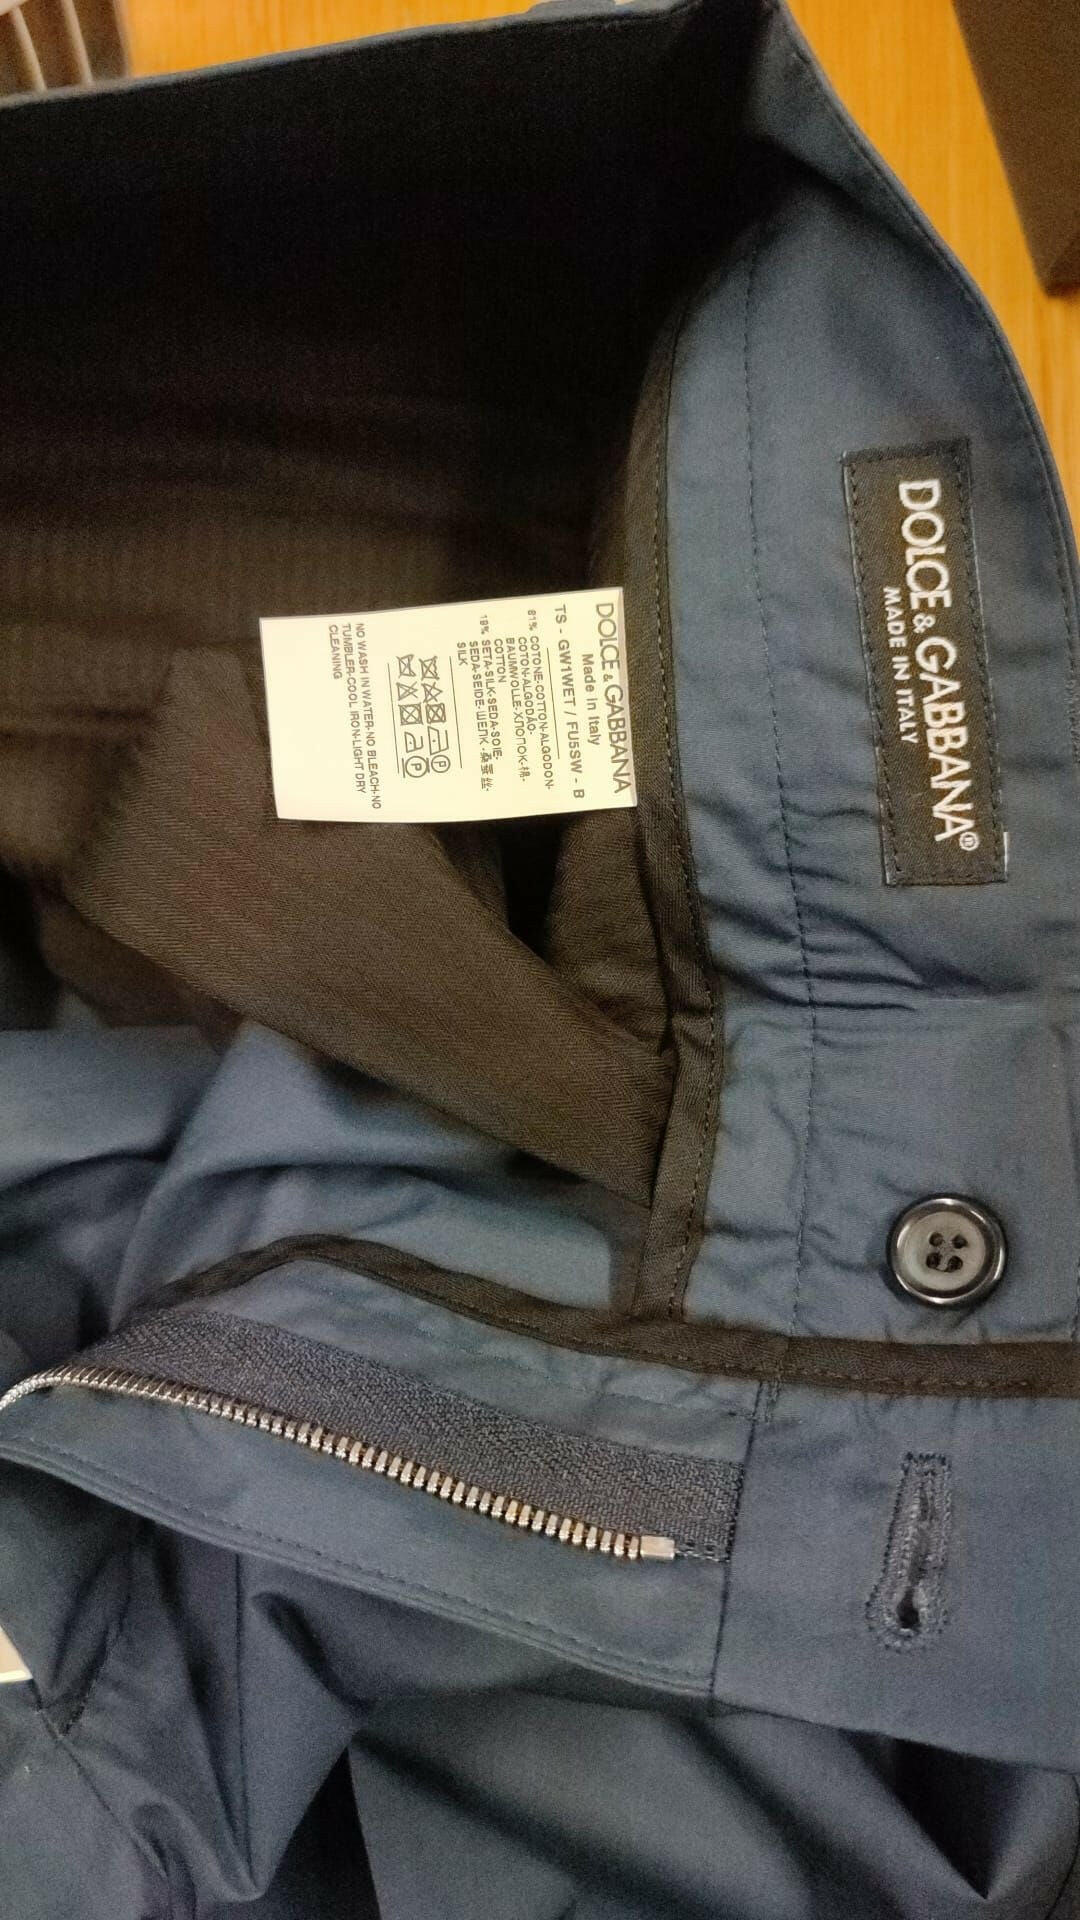 DOLCE & GABBANA®
MADE IN ITALY
DOLCE & GABBANA
Made in Italy
TS - GW1WET / FU5SW - B
81% COTONE-COTTON-ALGODON-
COTON-ALGODÃO-
BAUMWOLLE-ХЛОПОК-棉-
COTTON
19% SETA-SILK-SEDA-SOIE-
SEDA-SEIDE-ШЕЛК-桑蚕丝-
SILK
NO WASH IN WATER-NO BLEACH-NO
TUMBLER-COOL IRON-LIGHT DRY
CLEANING